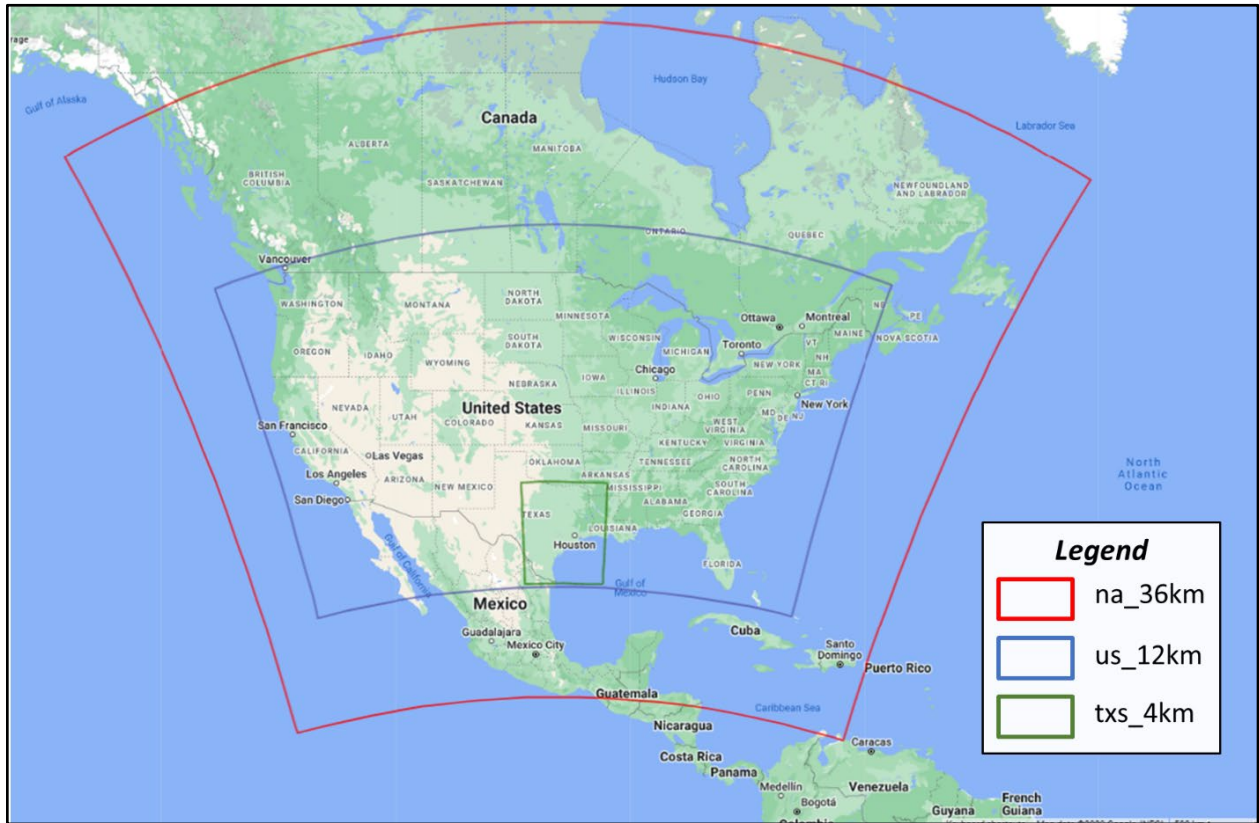 rage
Gulf of Alaska
Hudson Bay
Labrador Sea
Canada
ALBERTA
MANITOBA
BRITISH
COLUMBIA
SASKATCHEWAN
NEWFOUNDLAND
AND LABRADOR
ONTARIO
QUEBEC
Vancouver
WASHINGTON
MONTANA
NORTH
DAKOTA
MINNESOTA
Ottawa
Montreal
NB
PE
MAINE
NOVA SCOTIA
OREGON
IDAHO
SOUTH
DAKOTA
WISCONSIN
MICHIGAN
Toronto
VT
NH
NEW YORK
WYOMING
Chicago
MA
CT RI
NEBRASKA
IOWA
ILLINOIS
INDIANA
OHIO
PENN
New York
NEVADA
UTAH
COLORADO
United States
KANSAS
MISSOURI
WEST
VIRGINIA
MD
DE
NJ
San Francisco
CALIFORNIA
Las Vegas
KENTUCKY
VIRGINIA
Los Angeles
ARIZONA
NEW MEXICO
OKLAHOMA
ARKANSAS
TENNESSEE
NORTH
CAROLINA
San Diego
MISSISSIPPI
ALABAMA
SOUTH
CAROLINA
GEORGIA
TEXAS
LOUISIANA
Houston
Gulf of California
FLORIDA
Gulf of
Mexico
Mexico
Guadalajara
Mexico City
Cuba
Santo
Domingo
Puerto Rico
Guatemala
Caribbean Sea
Nicaragua
Costa Rica
Panama
Caracas
Medellín
Bogotá
Venezuela
Guyana
French
Guiana
North
Atlantic
Ocean
Legend
na_36km
us_12km
txs_4km